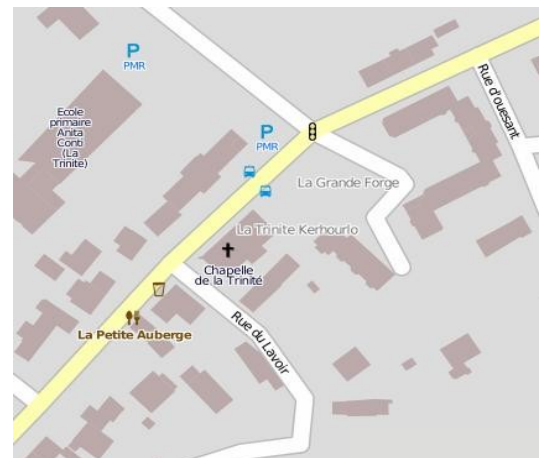 P
PMR
Ecole
primaire
Anita
Conti
(La
Trinité)
Rue d'ouesant
P
PMR
La Grande Forge
La Trinite Kerhourlo
Chapelle
de la Trinité
La Petite Auberge
Rue du Lavoir